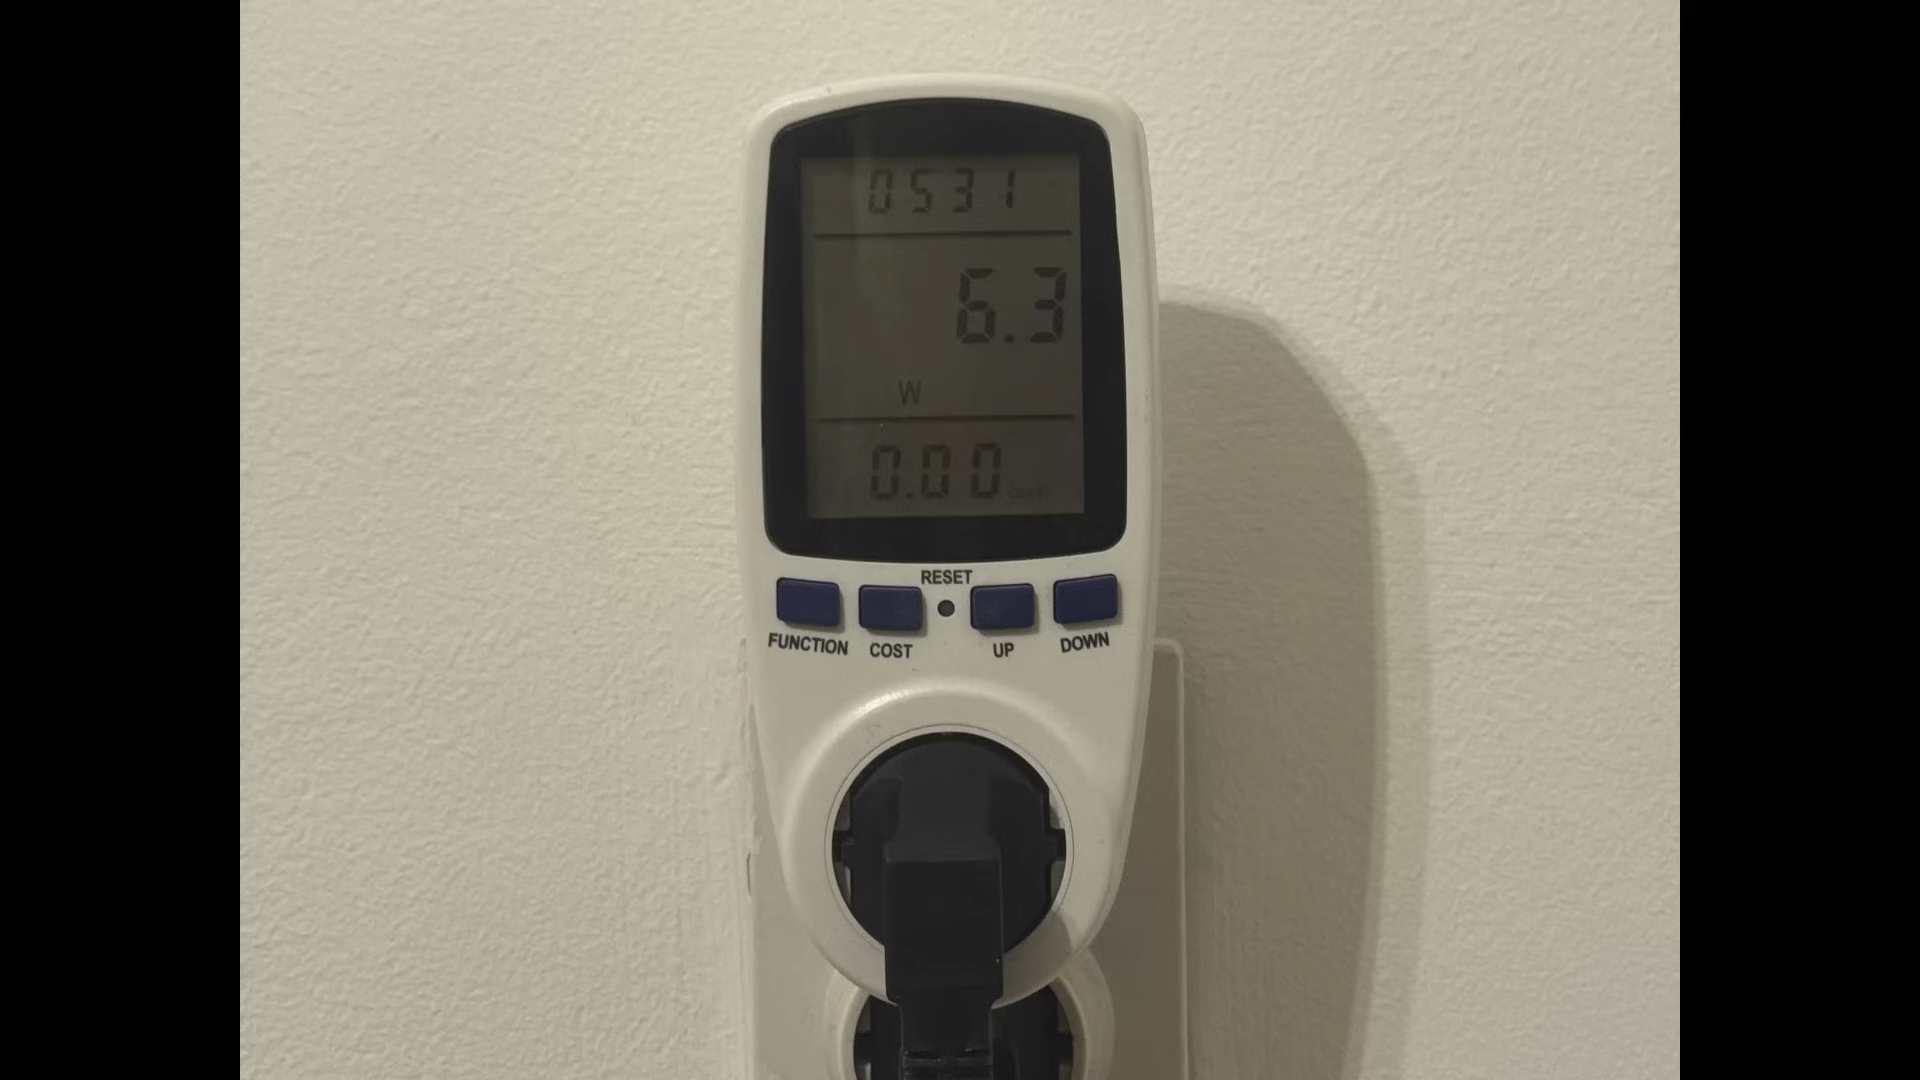 0531
6.3
W
0.00
RESET
FUNCTION COST UP DOWN